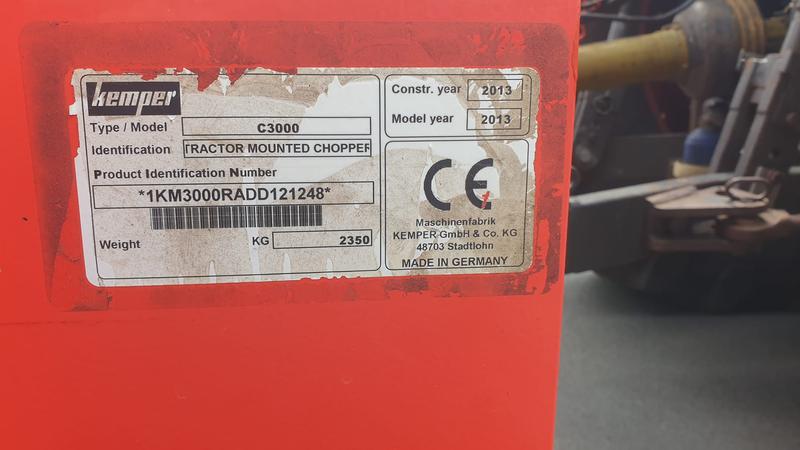 kemper
Type / Model C3000
Identification TRACTOR MOUNTED CHOPPER
Product Identification Number
*1KM3000RADD121248*
Weight KG 2350
Constr. year 2013
Model year 2013
CE
Maschinenfabrik
KEMPER GmbH & Co. KG
48703 Stadtlohn
MADE IN GERMANY